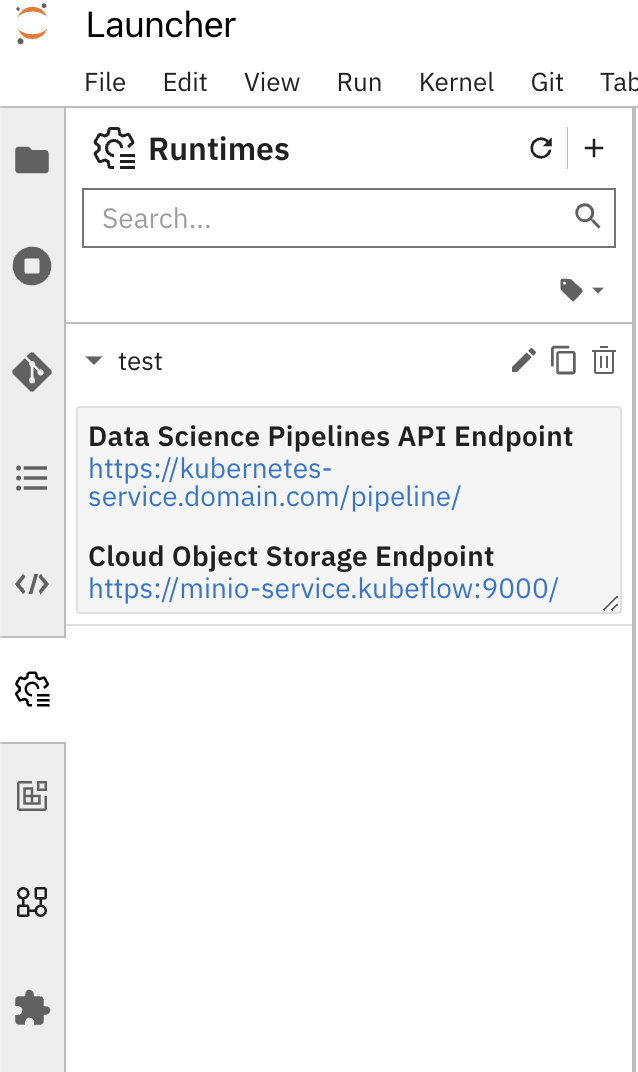 Launcher
File Edit View Run Kernel Git Tab
Runtimes
Search...
test
Data Science Pipelines API Endpoint
https://kubernetes-
service.domain.com/pipeline/
Cloud Object Storage Endpoint
https://minio-service.kubeflow:9000/